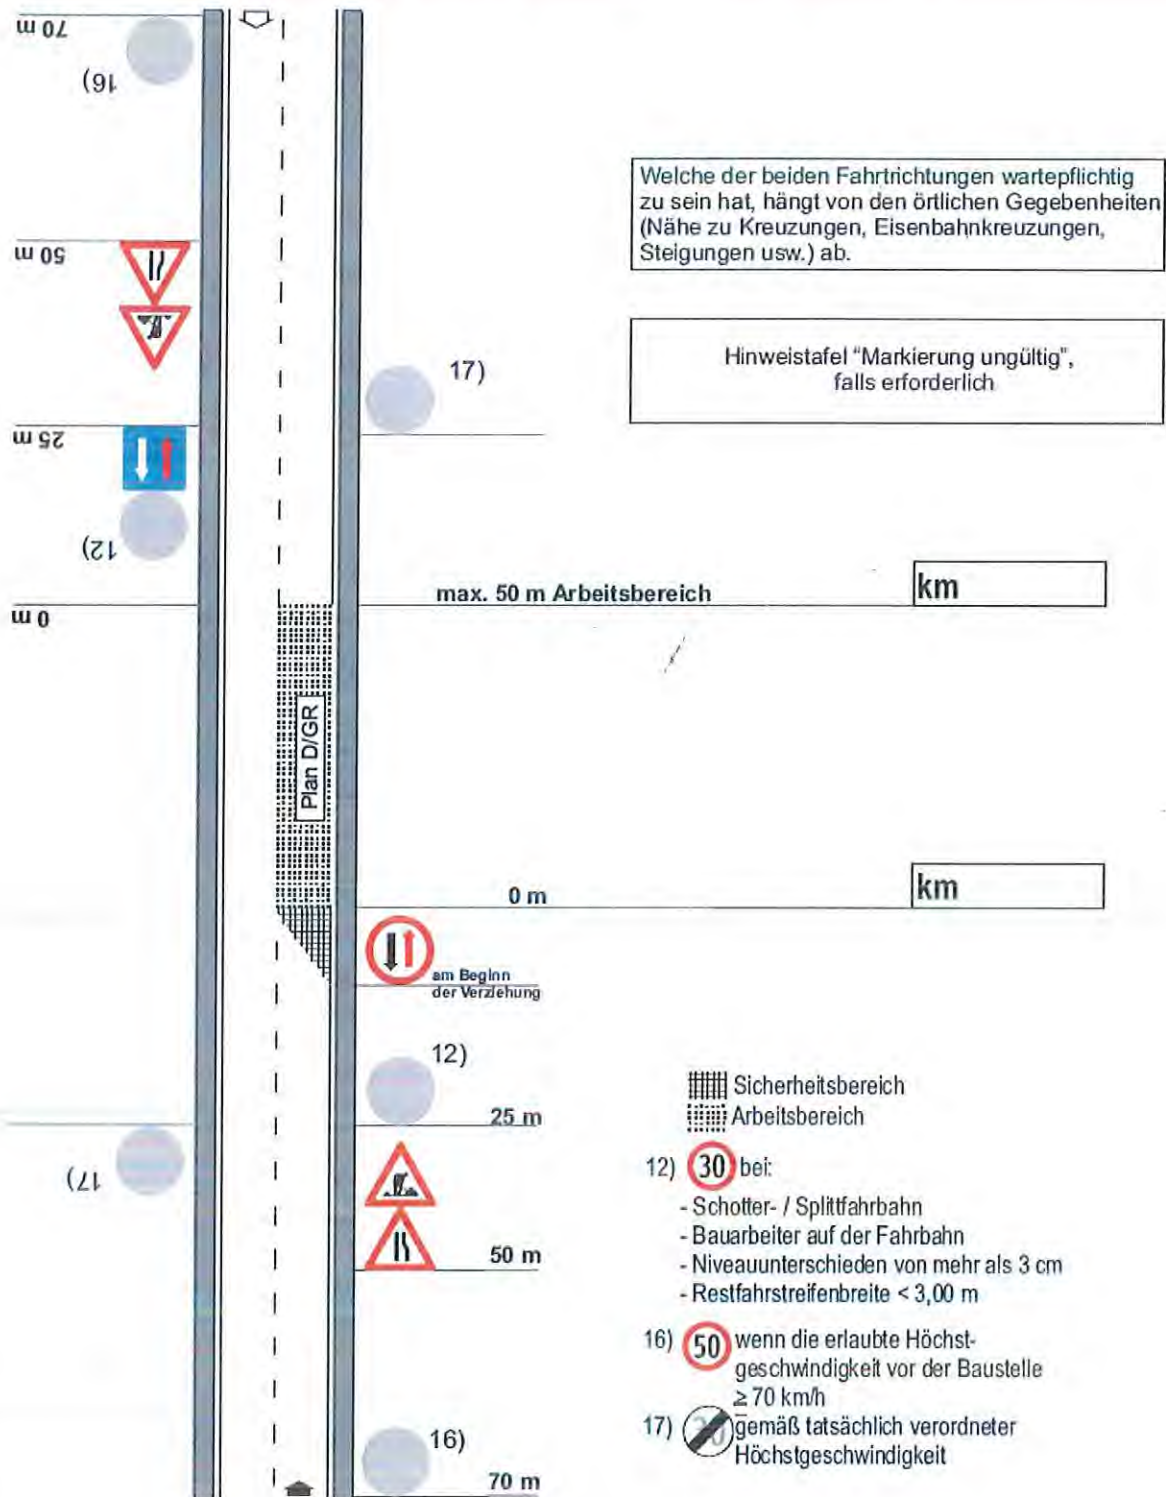 70 m
16)
50 m
25 m
12)
0 m
Welche der beiden Fahrtrichtungen wartepflichtig
zu sein hat, hängt von den örtlichen Gegebenheiten
(Nähe zu Kreuzungen, Eisenbahnkreuzungen,
Steigungen usw.) ab.
Hinweistafel "Markierung ungültig",
falls erforderlich
17)
max. 50 m Arbeitsbereich
km
Plan D/GR
0 m
km
am Beginn
der Verziehung
12)
25 m
17)
50 m
16)
70 m
Sicherheitsbereich
Arbeitsbereich
12) 30 bei:
- Schotter- / Splittfahrbahn
- Bauarbeiter auf der Fahrbahn
- Niveauunterschieden von mehr als 3 cm
- Restfahrstreifenbreite < 3,00 m
16) 50 wenn die erlaubte Höchst-
geschwindigkeit vor der Baustelle
≥ 70 km/h
17) gemäß tatsächlich verordneter
Höchstgeschwindigkeit